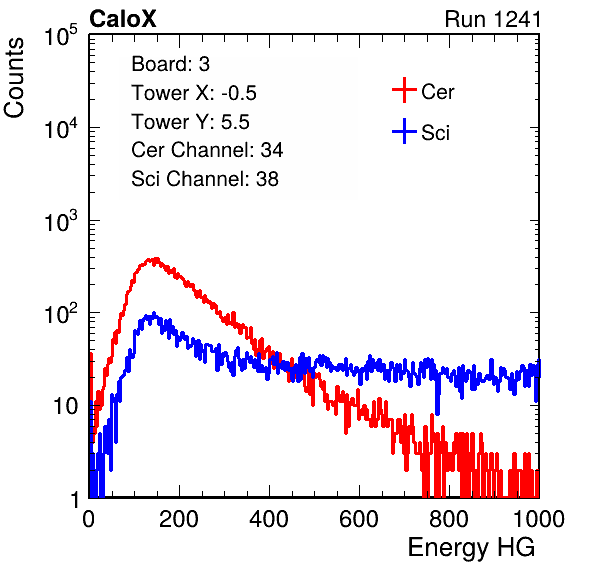 CaloX Run 1241
Counts
Board: 3
Tower X: -0.5
Tower Y: 5.5
Cer Channel: 34
Sci Channel: 38
Cer
Sci
10^5
10^4
10^3
10^2
10
1
0 200 400 600 800 1000
Energy HG